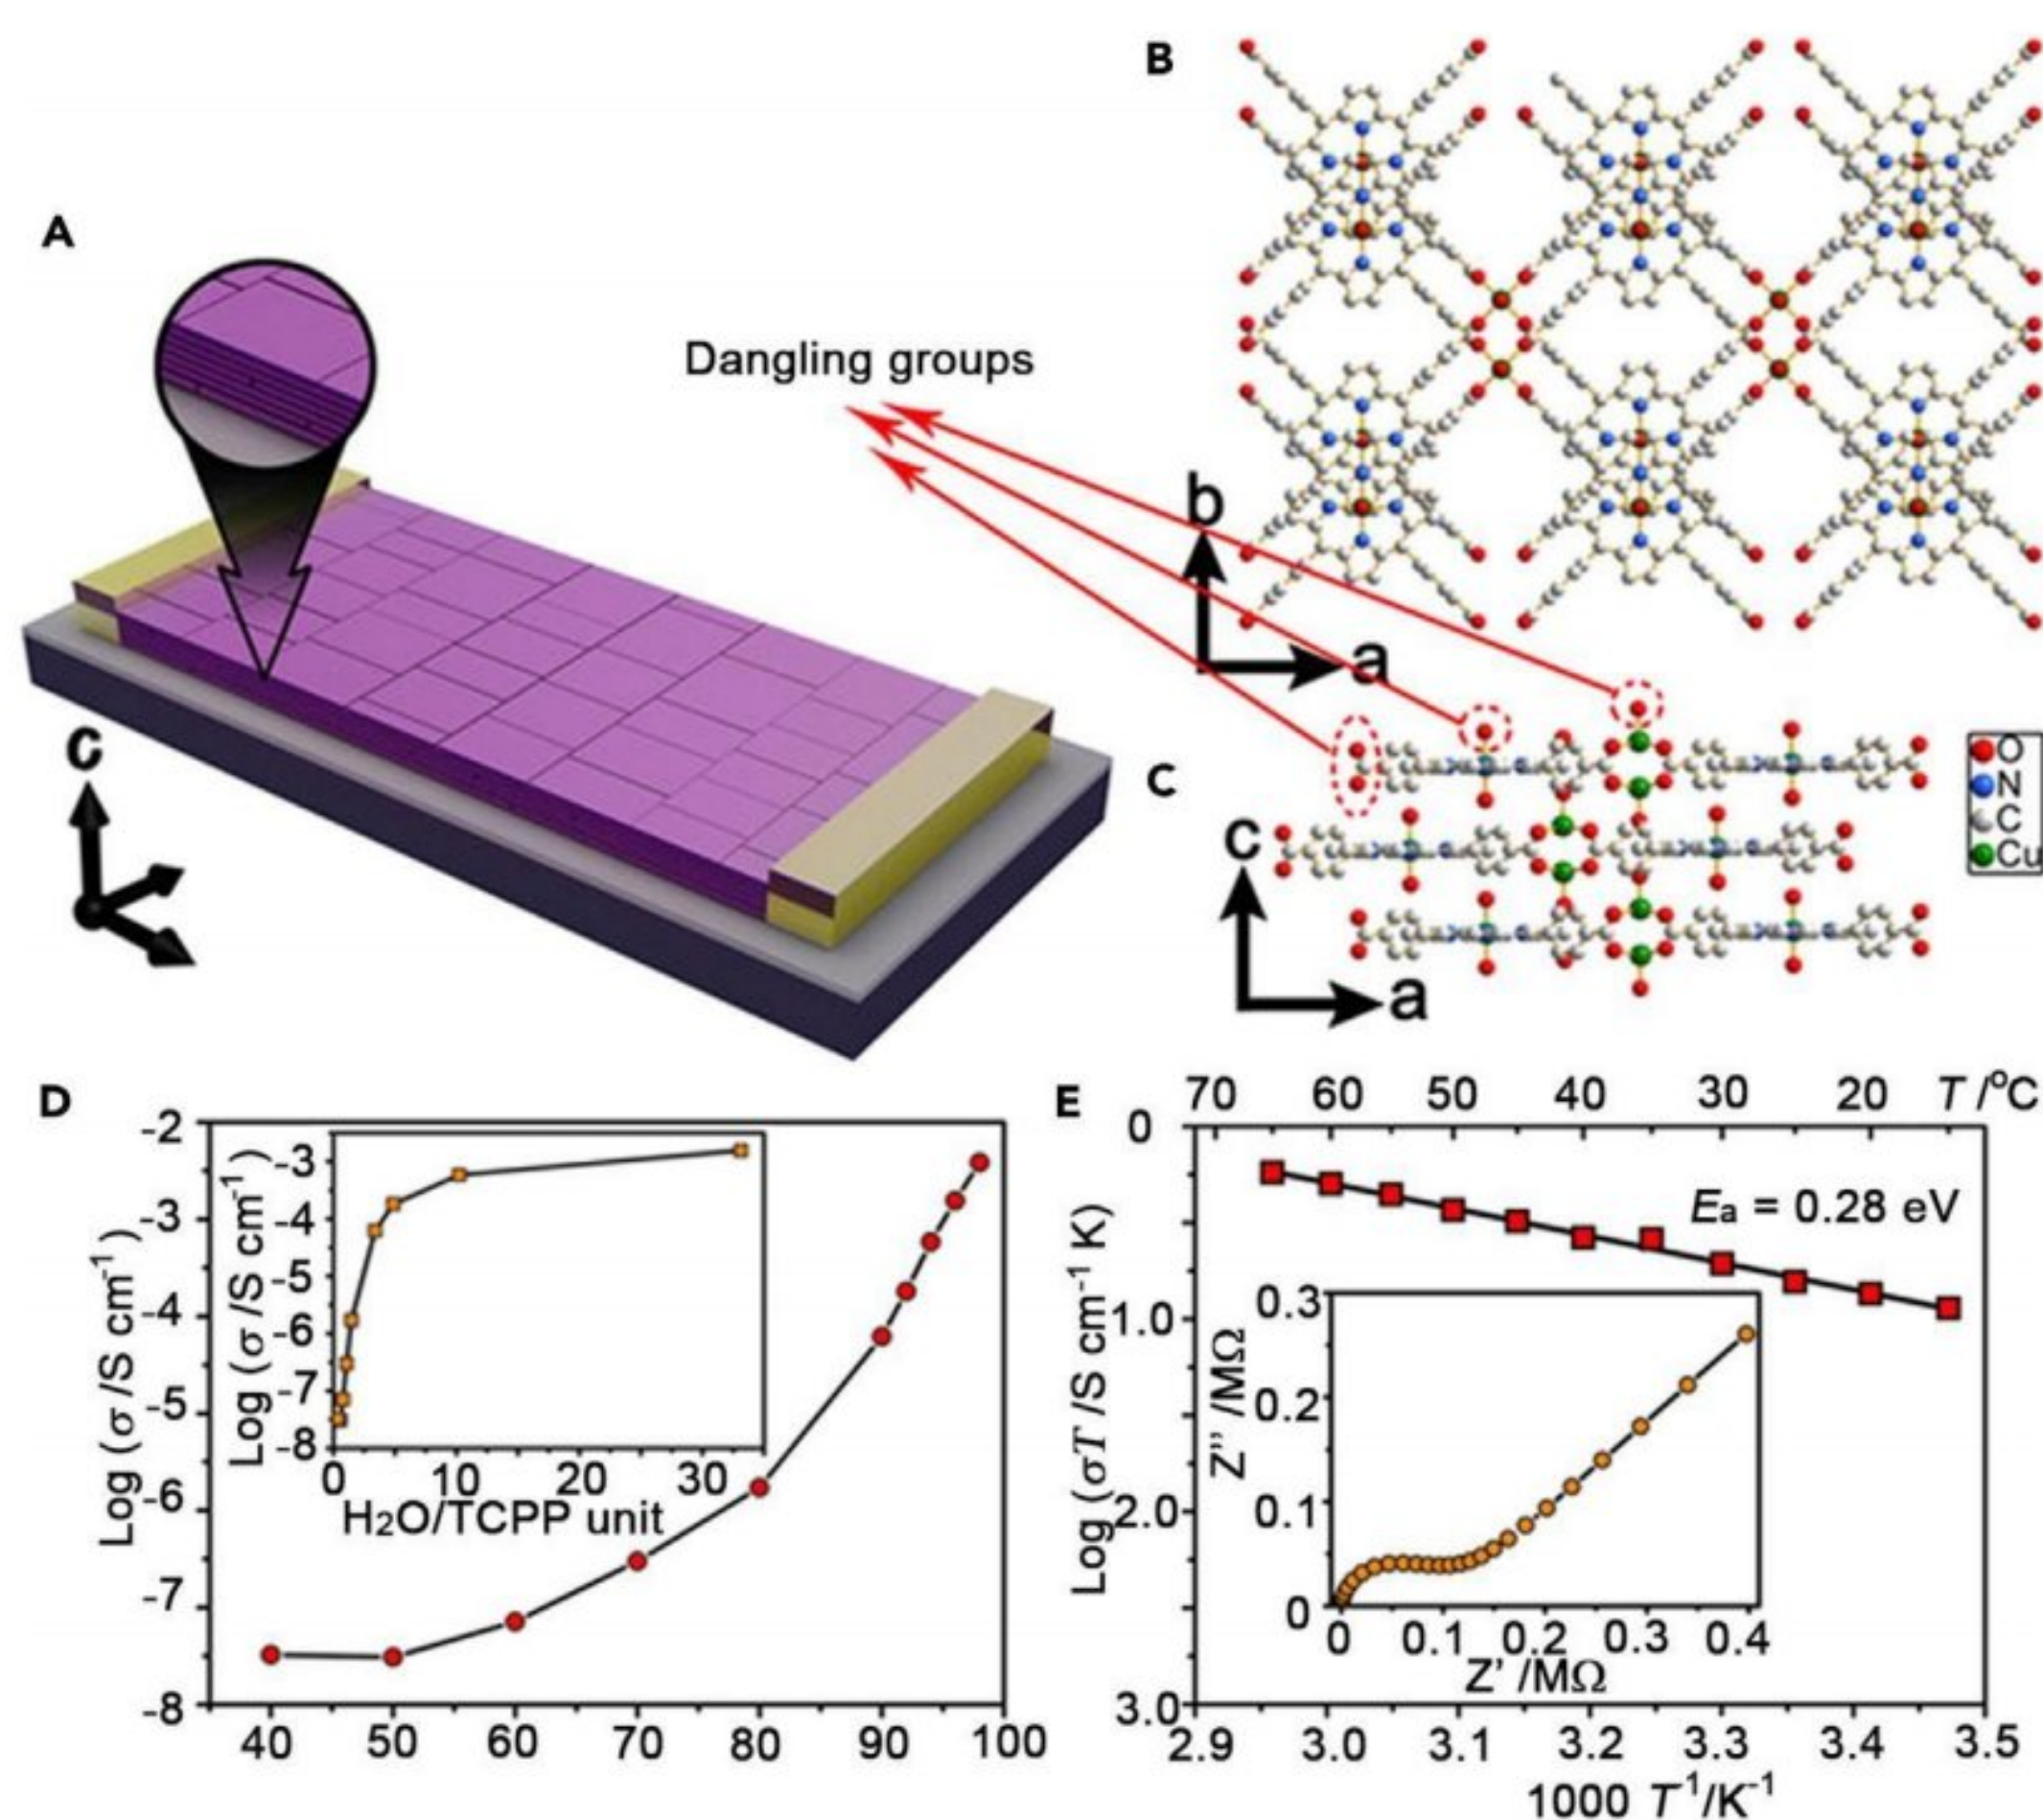 A
c
Dangling groups
B
b
a
C
c
a
O
N
C
Cu
D
-2
-3
-4
-5
-6
-7
-8
Log (σ /S cm-1 )
40 50 60 70 80 90 100
-3
-4
-5
-6
-7
-8
Log (σ /S cm-1 )
0 10 20 30
H2O/TCPP unit
E
70 60 50 40 30 20 T /oC
0
1.0
2.0
3.0
Log (σT /S cm-1 K)
Ea = 0.28 eV
0.3
0.2
0.1
0
Z'' /MΩ
0 0.1 0.2 0.3 0.4
Z' /MΩ
2.9 3.0 3.1 3.2 3.3 3.4 3.5
1000 T1/K-1